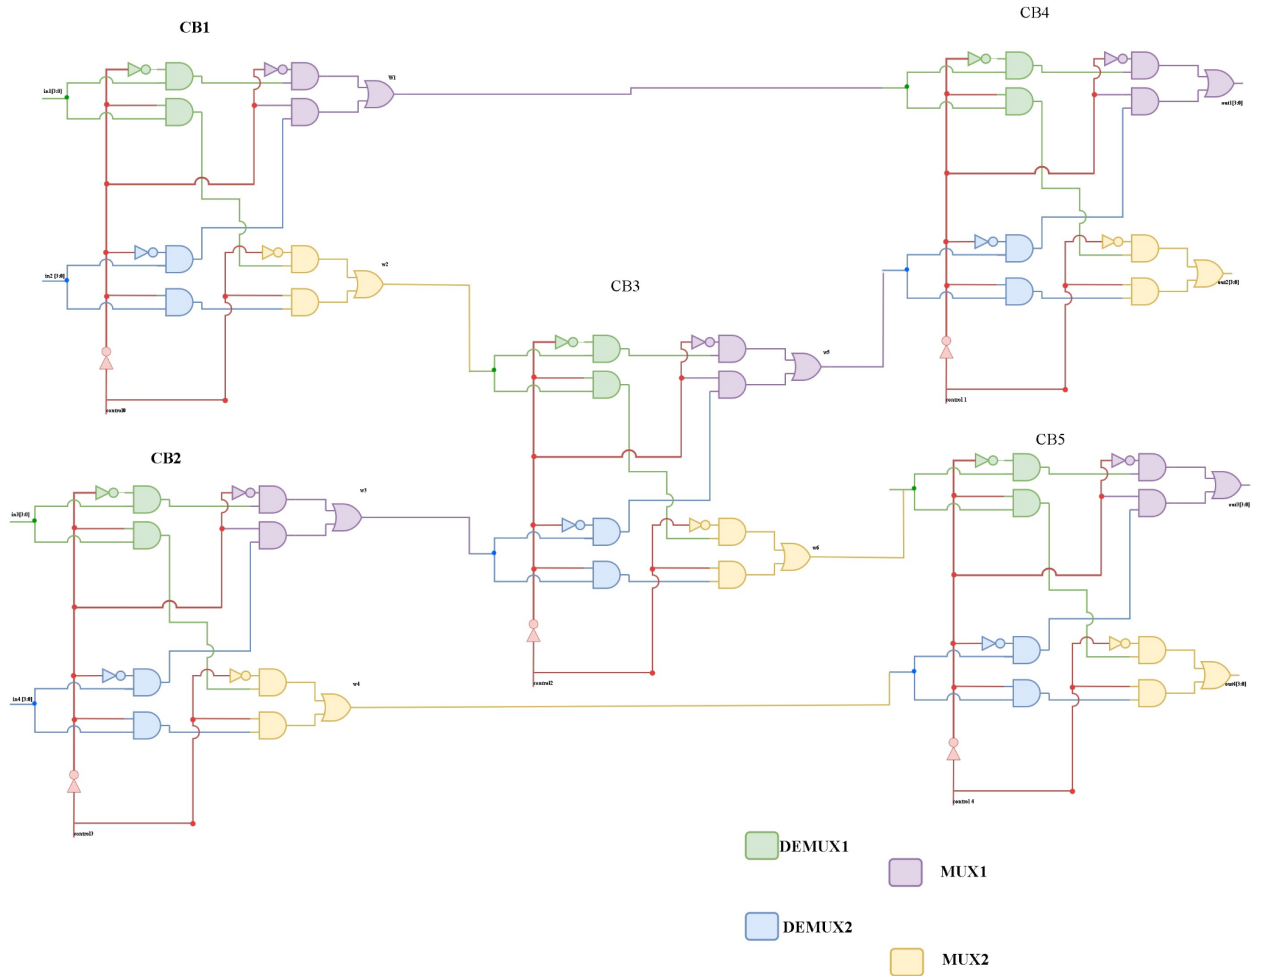 CB1
CB4
in1[3:0]
W1
out1[3:0]
in2 [3:0]
w2
out2[3:0]
CB3
w5
control0
control 1
CB2
CB5
in3[3:0]
w3
out3[3:0]
w6
in4 [3:0]
w4
out4[3:0]
control2
control3
control 4
DEMUX1
MUX1
DEMUX2
MUX2